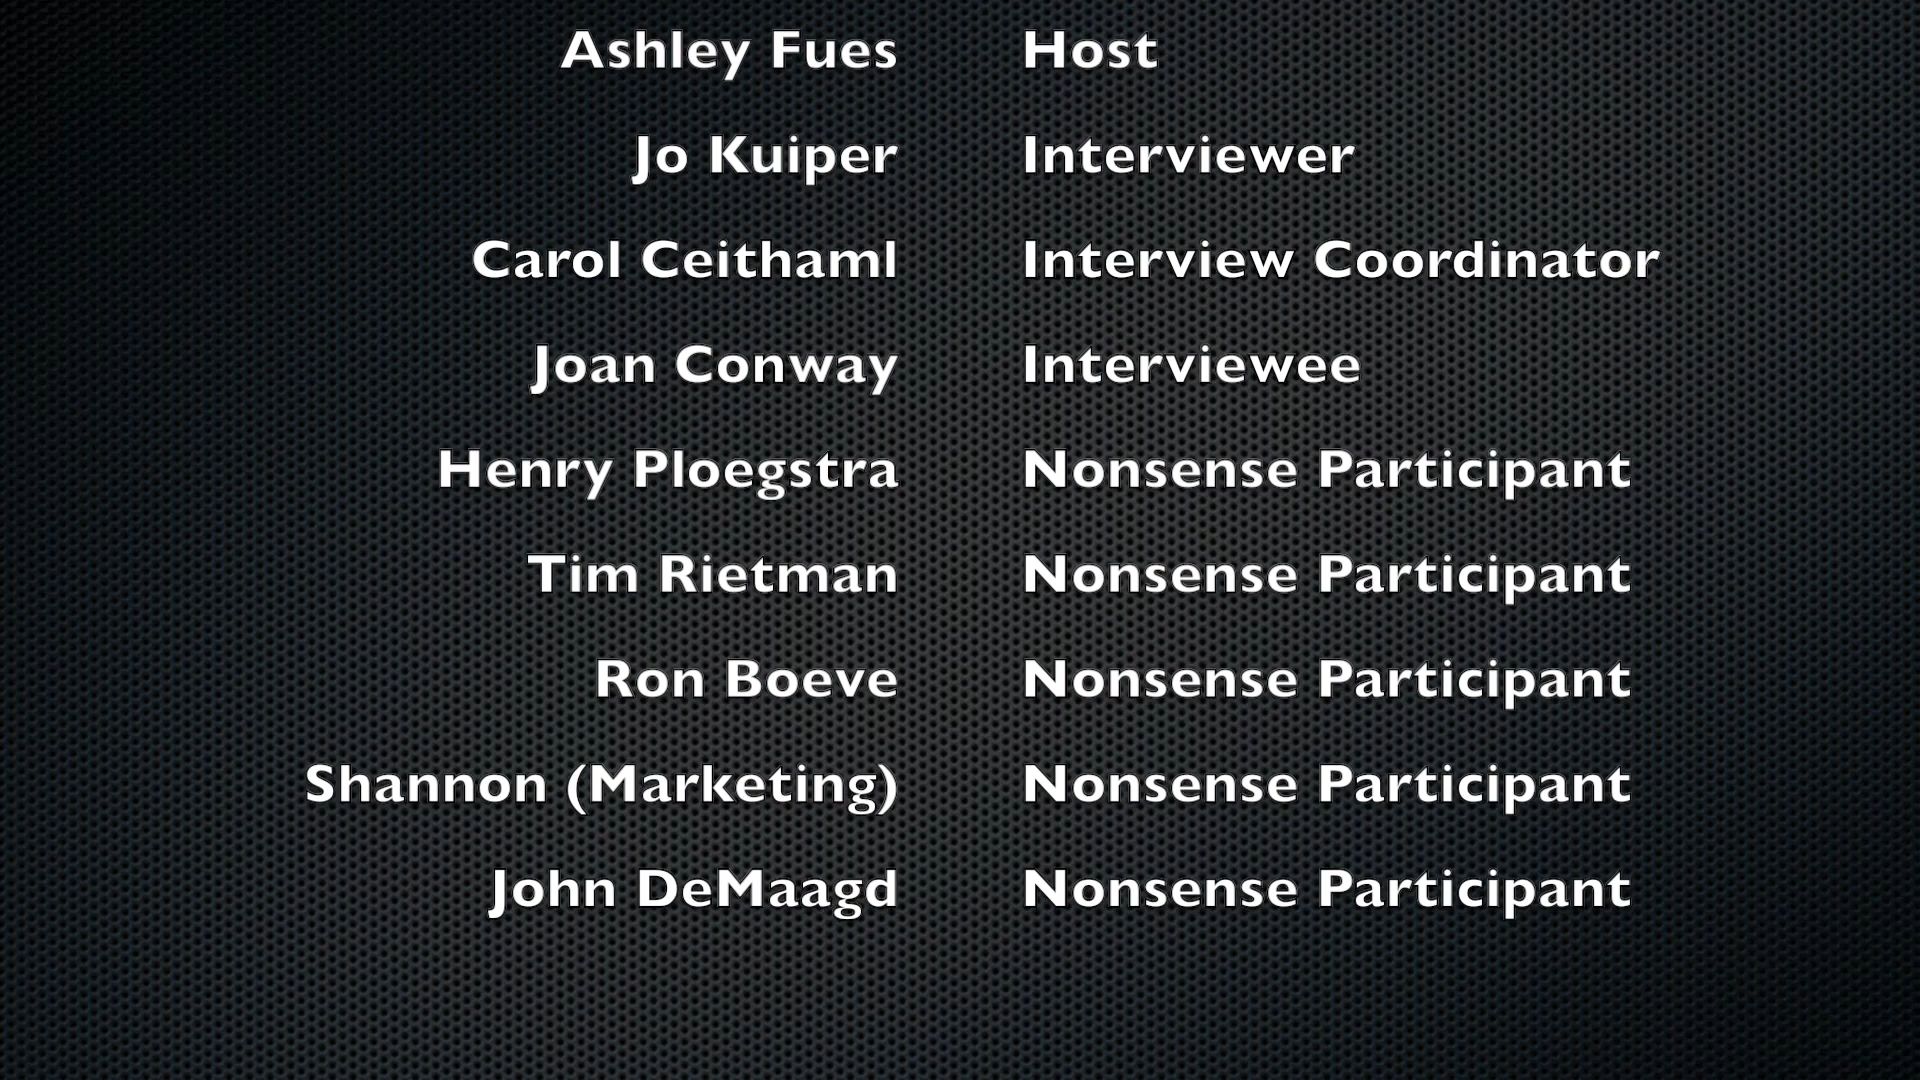 Ashley Fues Host
Jo Kuiper Interviewer
Carol Ceithaml Interview Coordinator
Joan Conway Interviewee
Henry Ploegstra Nonsense Participant
Tim Rietman Nonsense Participant
Ron Boeve Nonsense Participant
Shannon (Marketing) Nonsense Participant
John DeMaagd Nonsense Participant